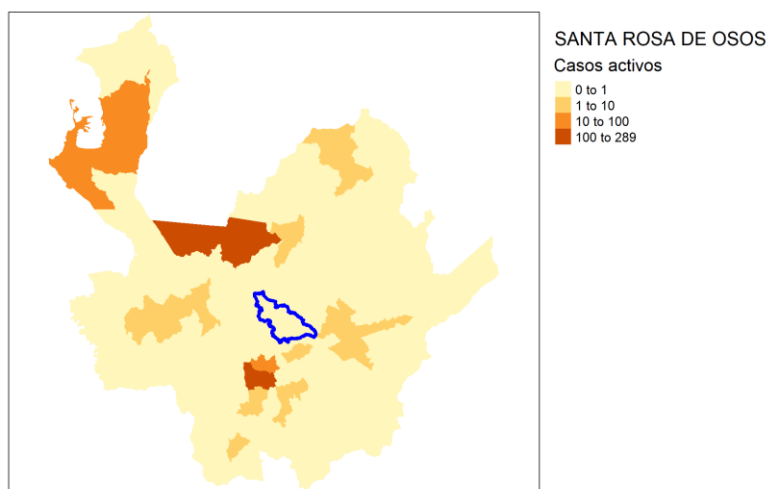 SANTA ROSA DE OSOS
Casos activos
0 to 1
1 to 10
10 to 100
100 to 289